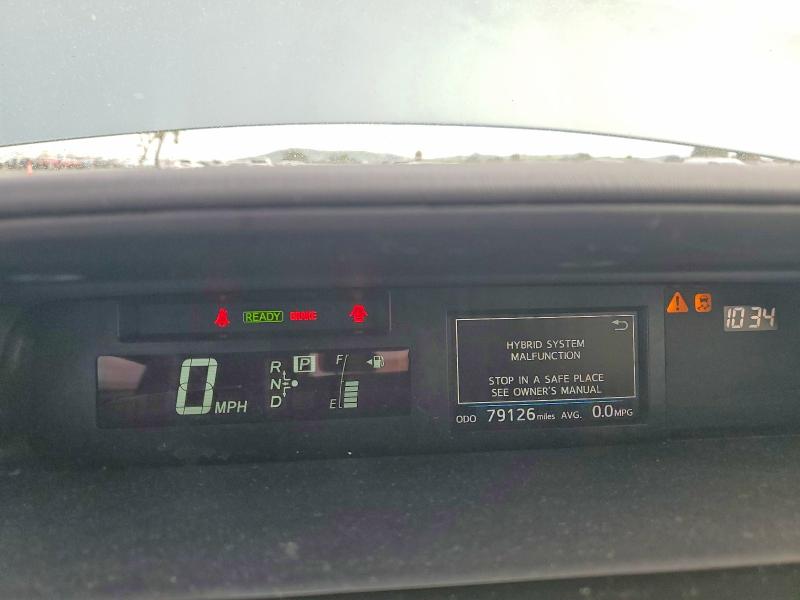 READY BRAKE
0 MPH
R
N
D
P
F
E
HYBRID SYSTEM
MALFUNCTION
STOP IN A SAFE PLACE
SEE OWNER'S MANUAL
ODO 79126 miles AVG. 0.0 MPG
10:34